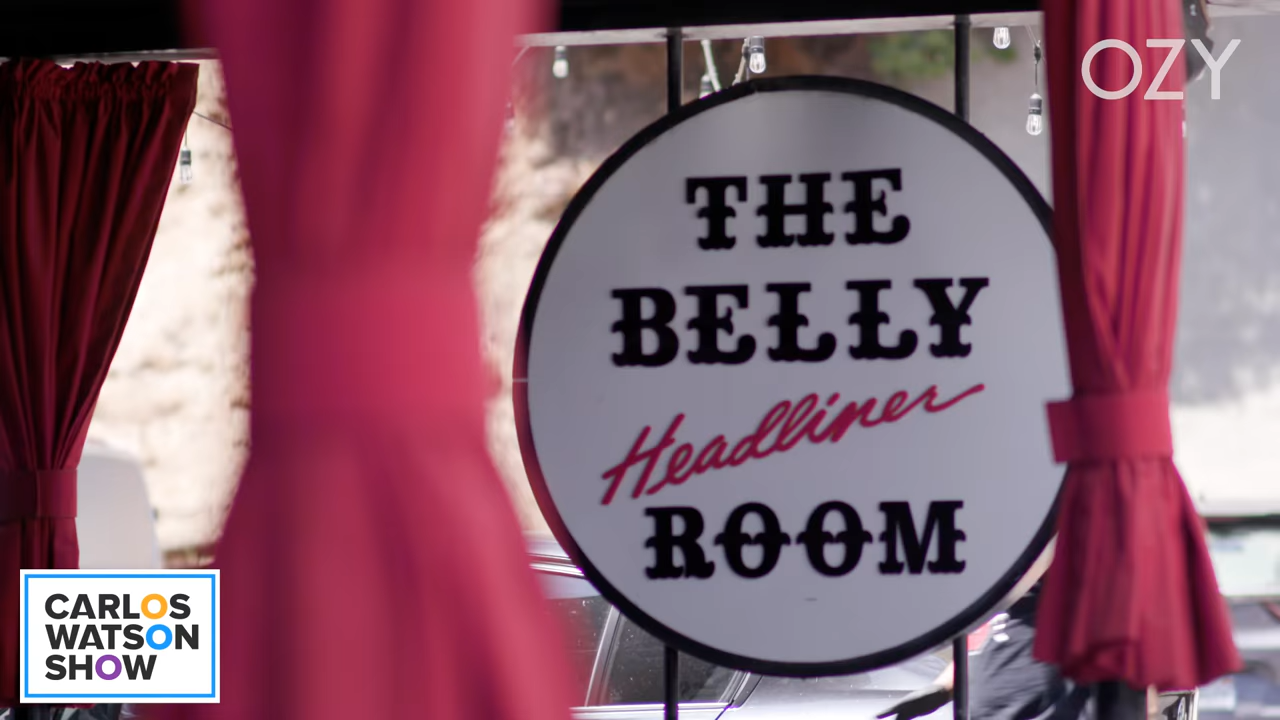 OZY
THE
BELLY
Headliner
ROOM
CARLOS
WATSON
SHOW